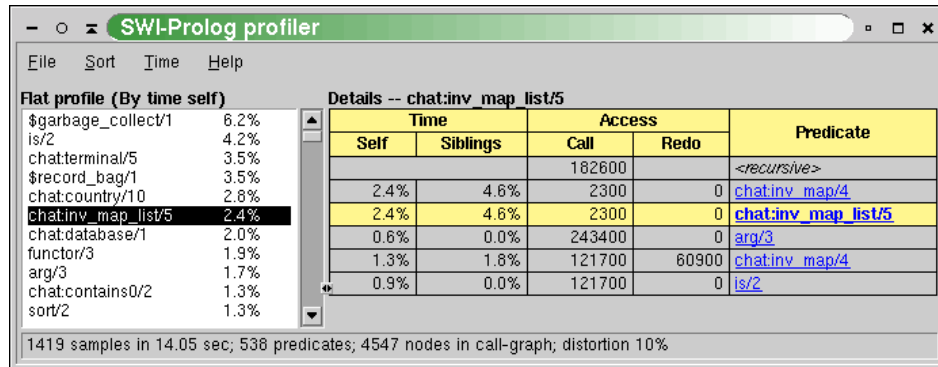 SWI-Prolog profiler
File Sort Time Help
Flat profile (By time self)
$garbage_collect/1 6.2%
is/2 4.2%
chat:terminal/5 3.5%
$record_bag/1 3.5%
chat:country/10 2.8%
chat:inv_map_list/5 2.4%
chat:database/1 2.0%
functor/3 1.9%
arg/3 1.7%
chat:contains0/2 1.3%
sort/2 1.3%
Details -- chat:inv_map_list/5
Time Access Predicate
Self Siblings Call Redo
182600 <recursive>
2.4% 4.6% 2300 0 chat:inv_map/4
2.4% 4.6% 2300 0 chat:inv_map_list/5
0.6% 0.0% 243400 0 arg/3
1.3% 1.8% 121700 60900 chat:inv_map/4
0.9% 0.0% 121700 0 is/2
1419 samples in 14.05 sec; 538 predicates; 4547 nodes in call-graph; distortion 10%